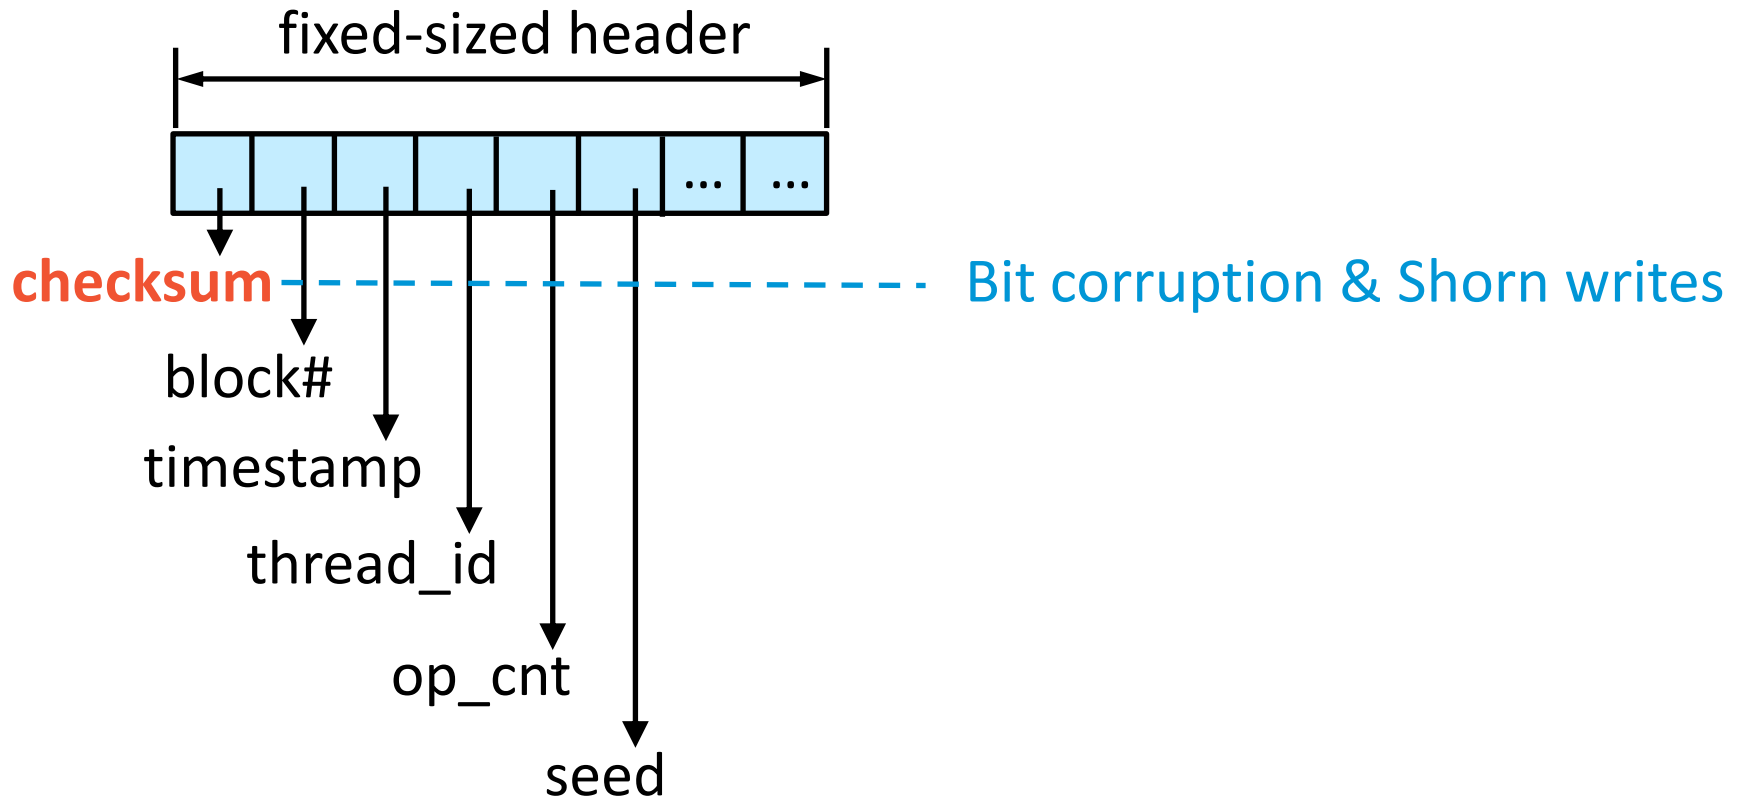 fixed-sized header
... ...
checksum Bit corruption & Shorn writes
block#
timestamp
thread_id
op_cnt
seed